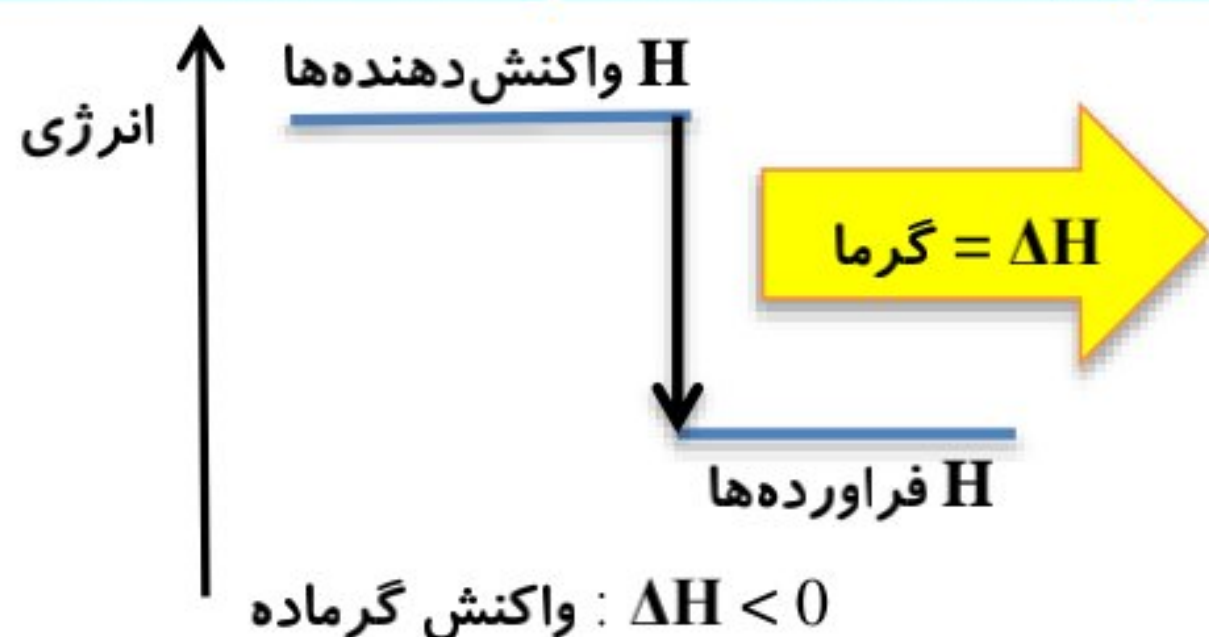 H واکنش‌دهنده‌ها
انرژی
گرما = ΔH
H فراورده‌ها
واکنش گرماده : ΔH < 0